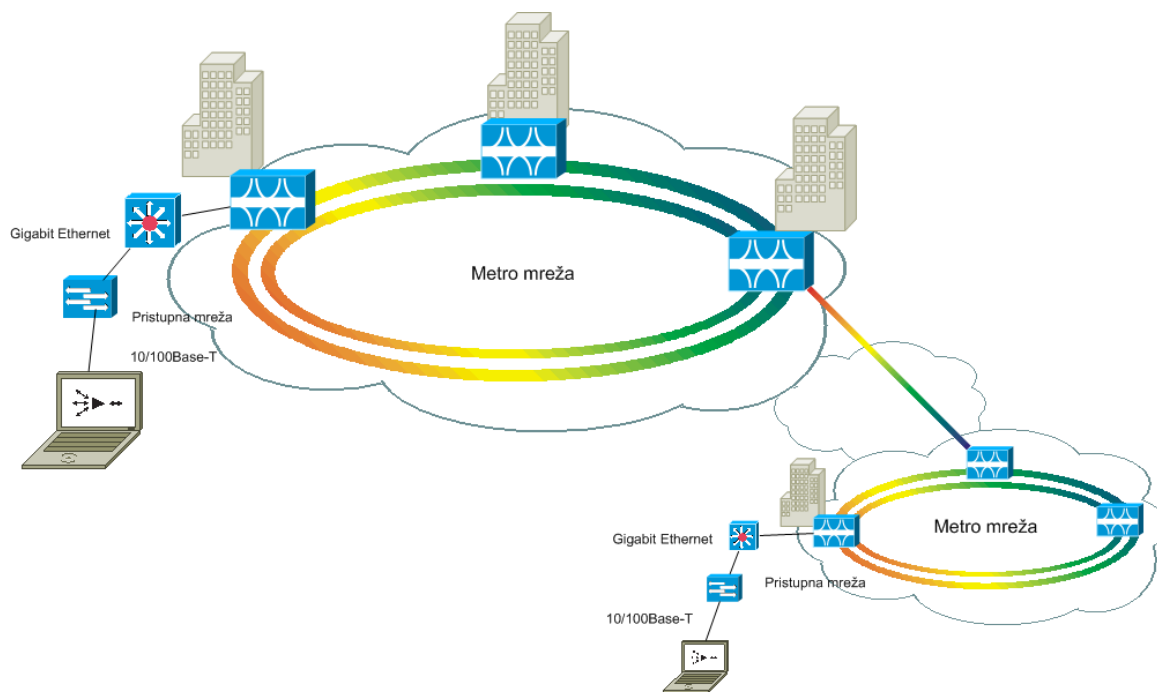 Gigabit Ethernet
Metro mreža
Pristupna mreža
10/100Base-T
Metro mreža
Gigabit Ethernet
Pristupna mreža
10/100Base-T